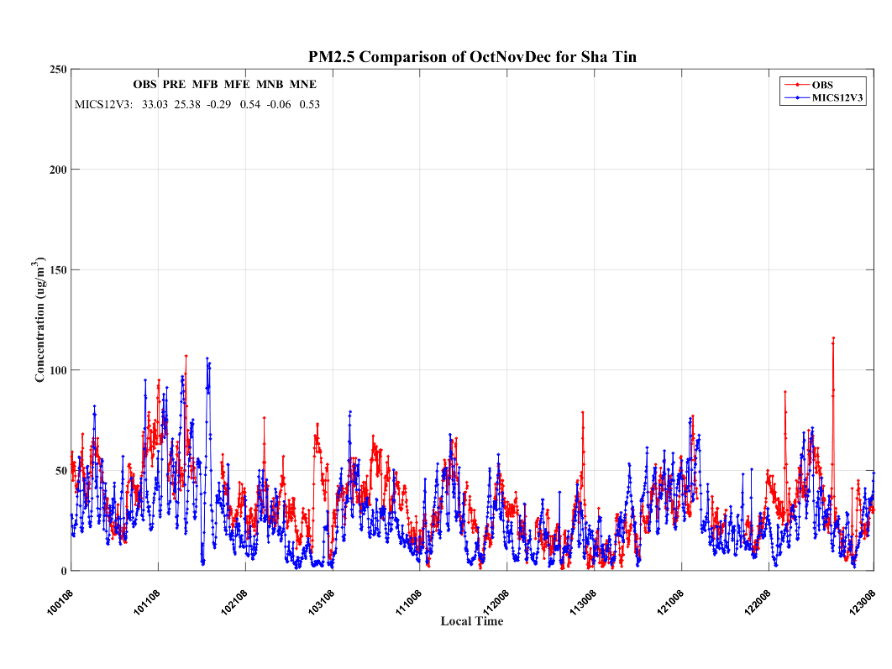 PM2.5 Comparison of OctNovDec for Sha Tin
OBS PRE MFB MFE MNB MNE
MICS12V3: 33.03 25.38 -0.29 0.54 -0.06 0.53
OBS
MICS12V3
250
200
150
100
50
0
Concentration (ug/m³)
100108 101108 102108 103108 110008 112008 113008 121008 122008 123008
Local Time